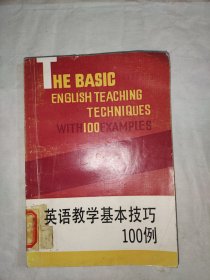 THE BASIC
ENGLISH TEACHING
TECHNIQUES
WITH 100 EXAMPLES
英语教学基本技巧
100例